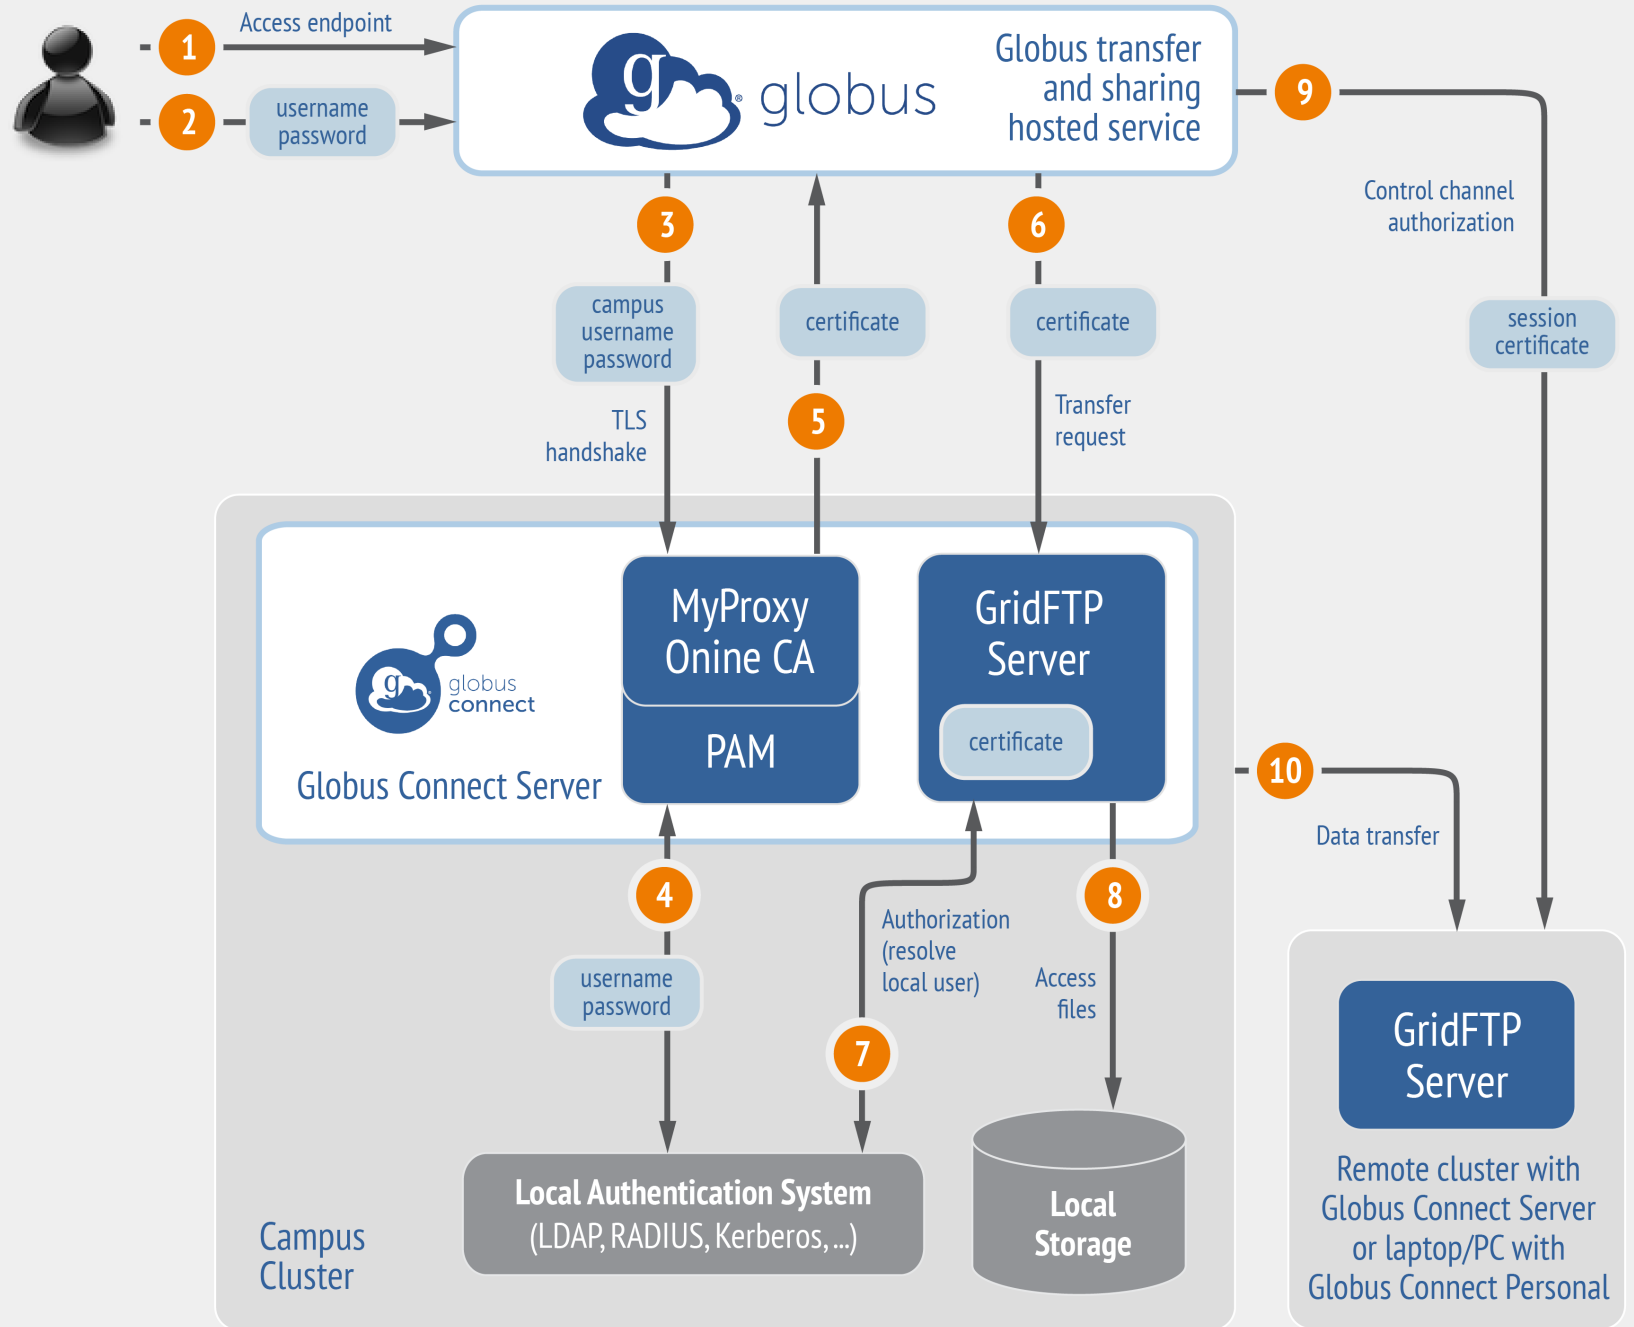 Access endpoint
1
2
username
password
g
globus
®
Globus transfer
and sharing
hosted service
9
3
6
Control channel
authorization
campus
username
password
certificate
certificate
session
certificate
TLS
handshake
5
Transfer
request
MyProxy
Onine CA
PAM
GridFTP
Server
certificate
g
globus
connect
Globus Connect Server
10
Data transfer
4
8
Authorization
(resolve
local user)
username
password
Access
files
7
Local Authentication System
(LDAP, RADIUS, Kerberos, ...)
Local
Storage
Campus
Cluster
GridFTP
Server
Remote cluster with
Globus Connect Server
or laptop/PC with
Globus Connect Personal